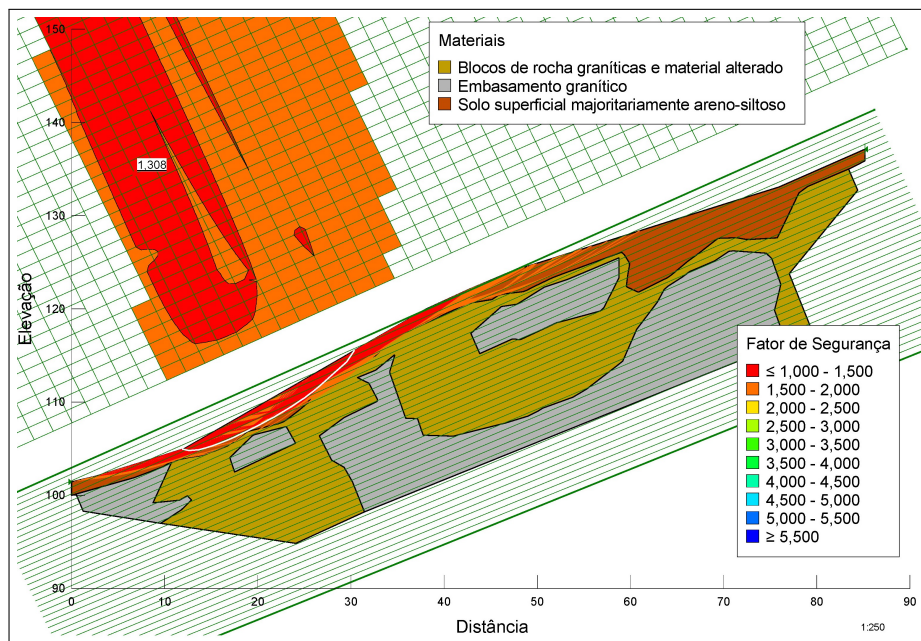 Materiais
Blocos de rocha graníticas e material alterado
Embasamento granítico
Solo superficial majoritariamente areno-siltoso
150
140
130
120
110
100
90
Elevação
1,308
Fator de Segurança
≤ 1,000 - 1,500
1,500 - 2,000
2,000 - 2,500
2,500 - 3,000
3,000 - 3,500
3,500 - 4,000
4,000 - 4,500
4,500 - 5,000
5,000 - 5,500
≥ 5,500
0 10 20 30 40 50 60 70 80 90
Distância
1:250